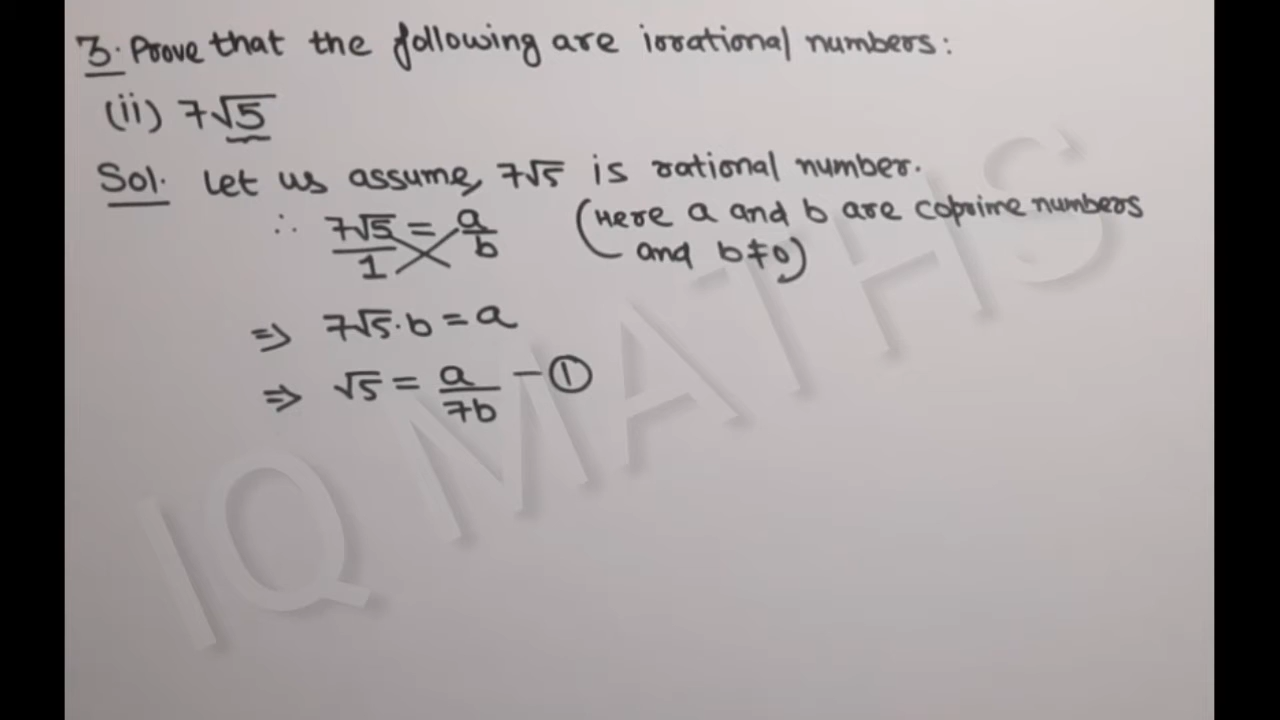 3. Prove that the following are irrational numbers:
(ii) 7√5
Sol. Let us assume, 7√5 is rational number.
∴ 7√5/1 = a/b (Here a and b are coprime numbers
and b≠0)
⇒ 7√5·b = a
⇒ √5 = a/7b – ①
IQ MATHS